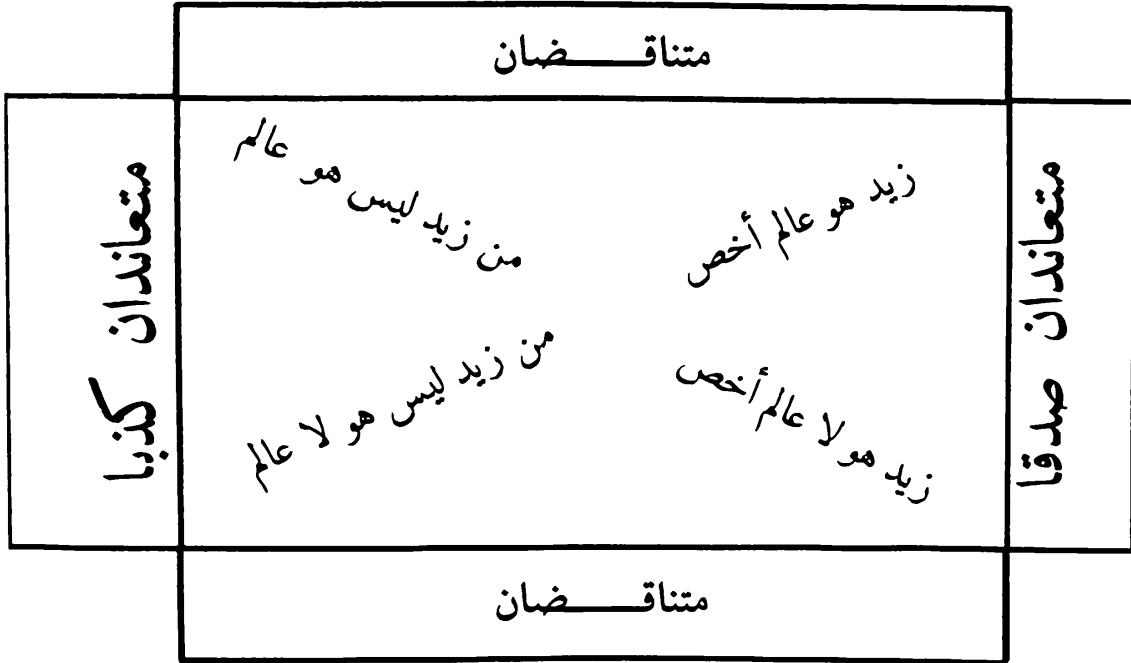 متناقضان
متعاندان صدقا
زيد هو عالم أخص
من زيد ليس هو لا عالم
زيد هو لا عالم أخص
من زيد ليس هو عالم
متعاندان كذبا
متناقضان